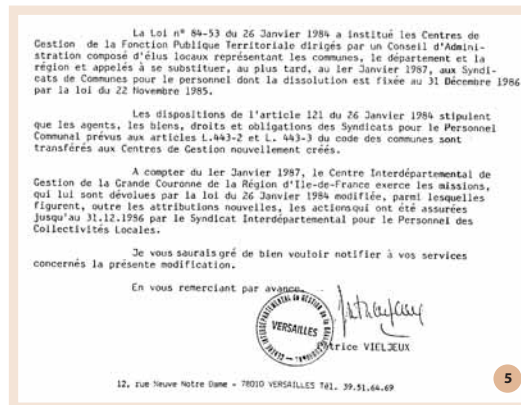 La Loi n° 84-53 du 26 Janvier 1984 a institué les Centres de
Gestion de la Fonction Publique Territoriale dirigés par un Conseil d'Admini-
stration composé d'élus locaux représentant les communes, le département et la
région et appelés à se substituer, au plus tard, au 1er Janvier 1987, aux Syndi-
cats de Communes pour le personnel dont la dissolution est fixée au 31 Décembre 1986
par la loi du 22 Novembre 1985.
Les dispositions de l'article 121 du 26 Janvier 1984 stipulent
que les agents, les biens, droits et obligations des Syndicats pour le Personnel
Communal prévus aux articles L.443-2 et L. 443-3 du code des communes sont
transférés aux Centres de Gestion nouvellement créés.
A compter du 1er Janvier 1987, le Centre Interdépartemental de
Gestion de la Grande Couronne de la Région d'Ile-de-France exerce les missions,
qui lui sont dévolues par la loi du 26 Janvier 1984 modifiée, parmi lesquelles
figurent, outre les attributions nouvelles, les actionsqui ont été assurées
jusqu'au 31.12.1986 par le Syndicat Interdépartemental pour le Personnel des
Collectivités Locales.
Je vous sauraisgré de bien vouloir notifier à vos services
concernés la présente modification.
En vous remerciant par avance.
VERSAILLES
trice VIELJEUX
12, rue Neuve Notre Dame - 78010 VERSAILLES Tél. 39.51.64.69
5